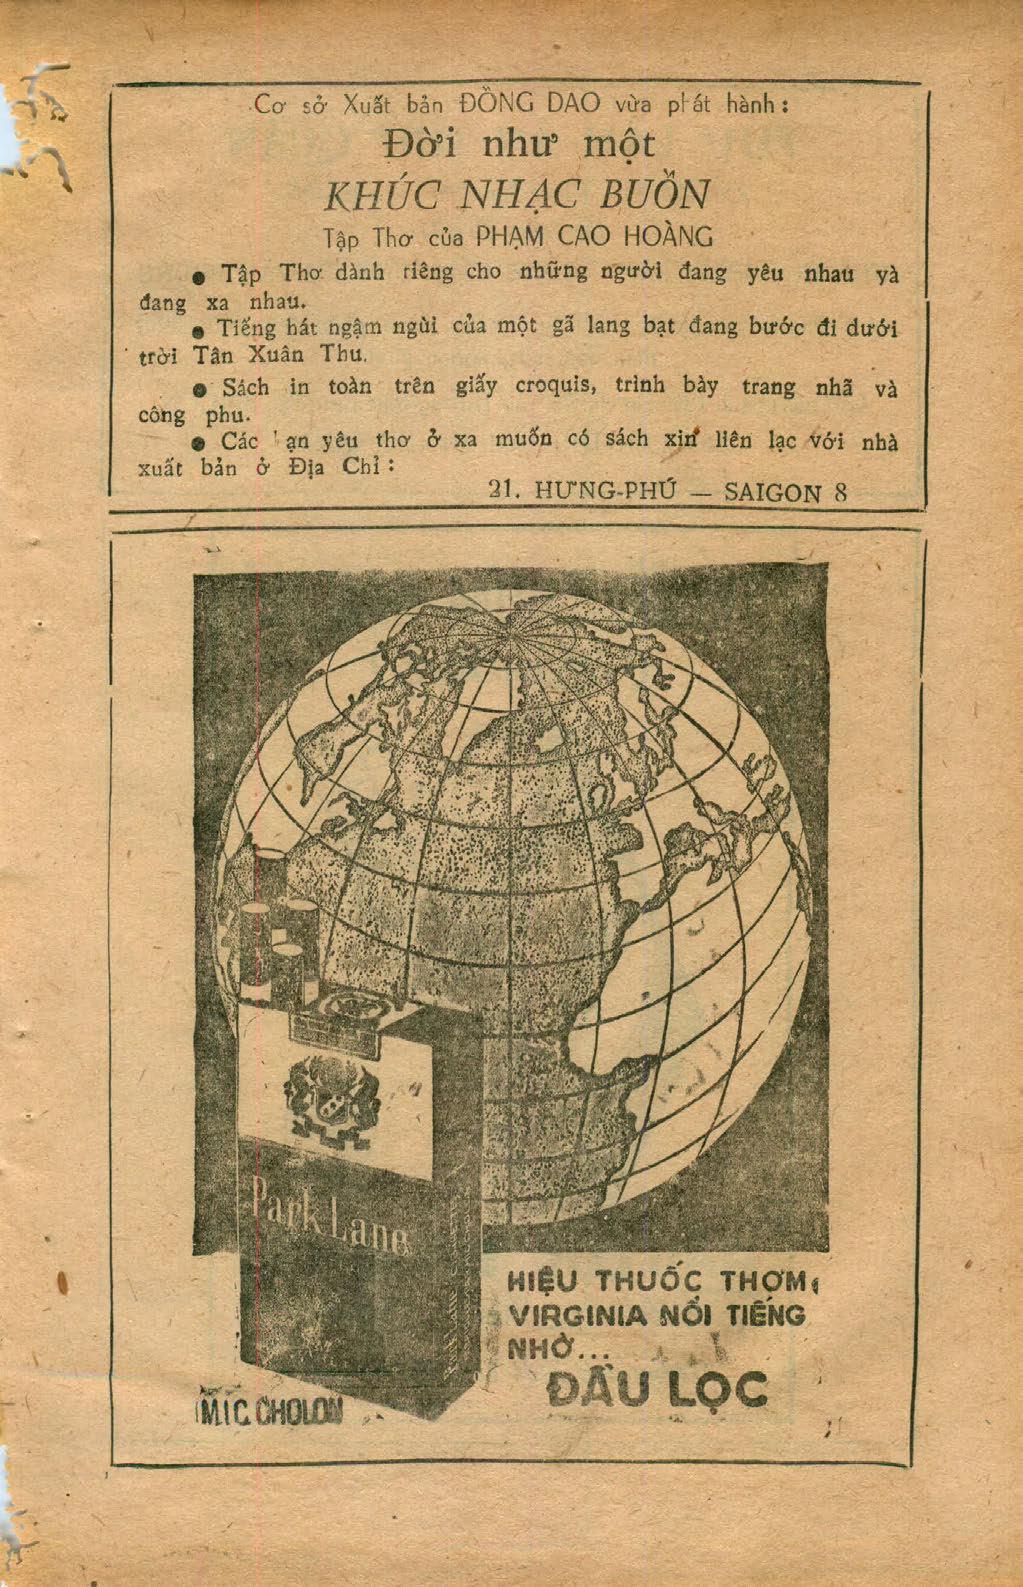 Cơ sở Xuất bản ĐỒNG DAO vừa phát hành :
Đời như một
KHÚC NHẠC BUỒN
Tập Thơ của PHẠM CAO HOÀNG
● Tập Thơ dành riêng cho những người đang yêu nhau và
đang xa nhau.
● Tiếng hát ngậm ngùi của một gã lang bạt đang bước đi dưới
trời Tân Xuân Thu.
● Sách in toàn trên giấy croquis, trình bày trang nhã và
công phu.
● Các bạn yêu thơ ở xa muốn có sách xin liên lạc với nhà
xuất bản ở Địa Chỉ :
21. HƯNG-PHÚ — SAIGON 8
Park Lane
HIỆU THUỐC THƠM
VIRGINIA NỔI TIẾNG
NHỜ...
ĐẦU LỌC
M.I.C. CHOLON